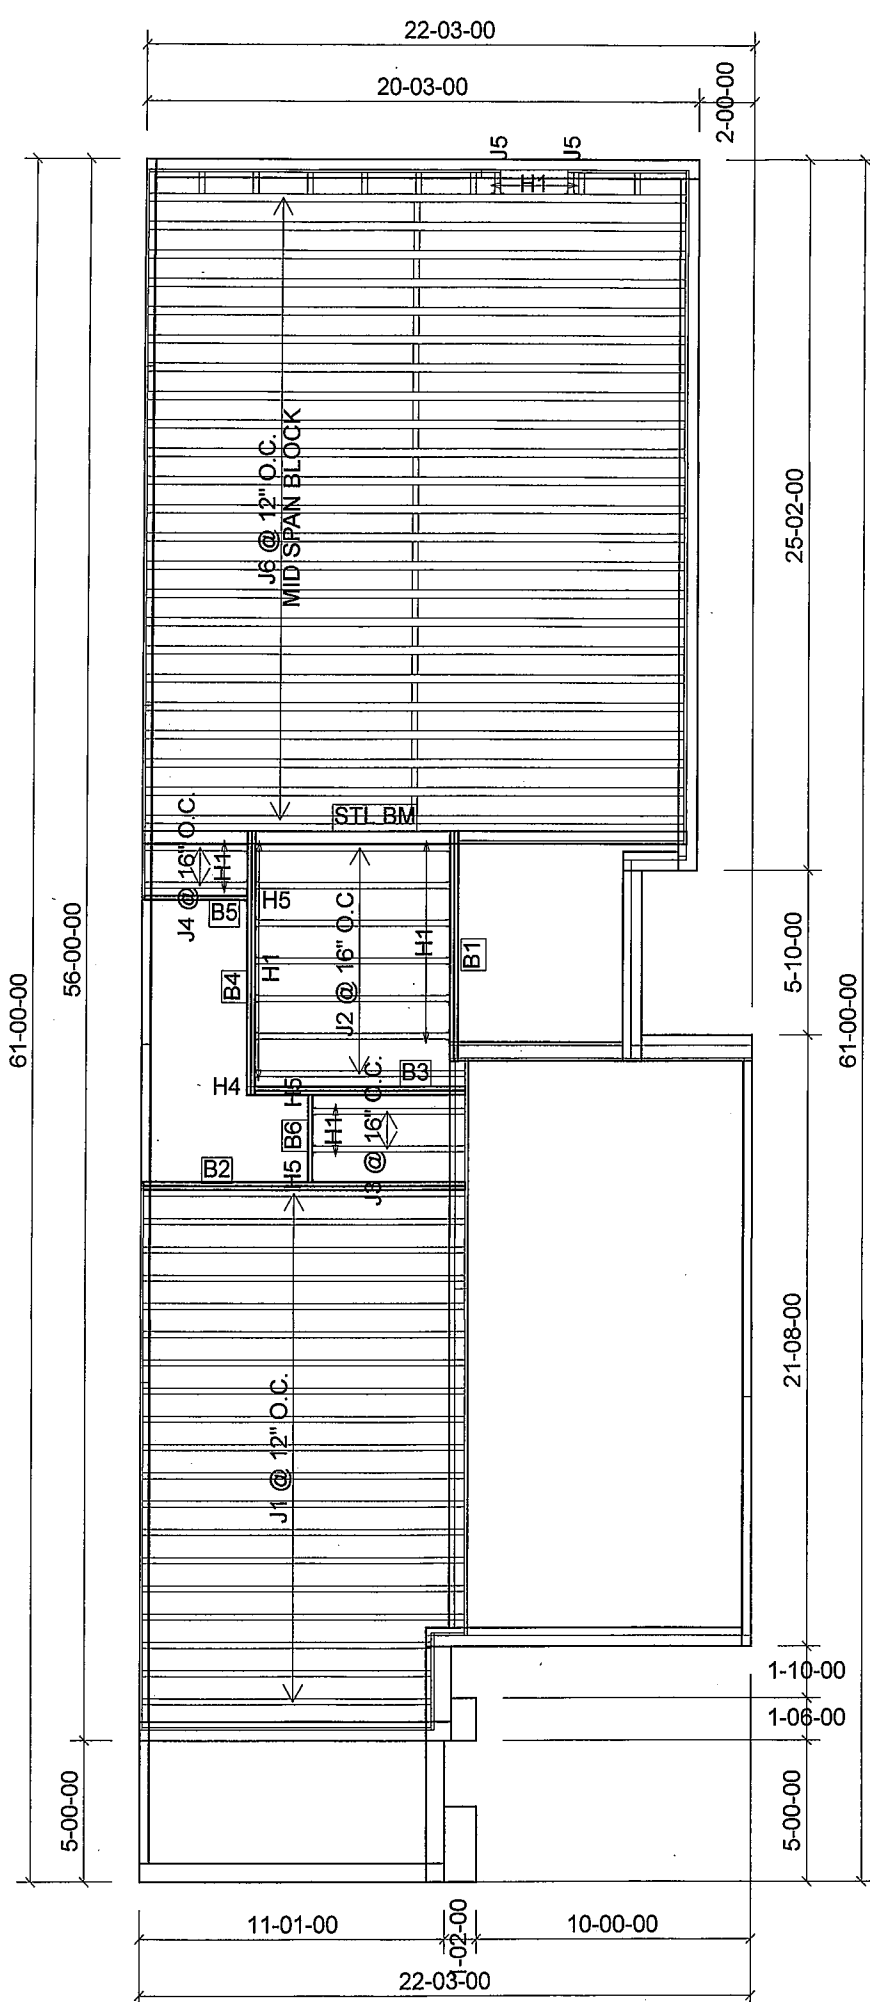 22-03-00
20-03-00
2-00-00
J5
J5
H1
J6 @ 12" O.C.
MID SPAN BLOCK
25-02-00
STL BM
J4 @ 16" O.C.
H1
H5
B5
J2 @ 16" O.C
H1
B1
B4
H1
5-10-00
56-00-00
61-00-00
61-00-00
H4
H5
B3
B6
H1
J3 @ 16" O.C.
B2
H5
J1 @ 12" O.C.
21-08-00
1-10-00
1-06-00
5-00-00
5-00-00
11-01-00
1-02-00
10-00-00
22-03-00